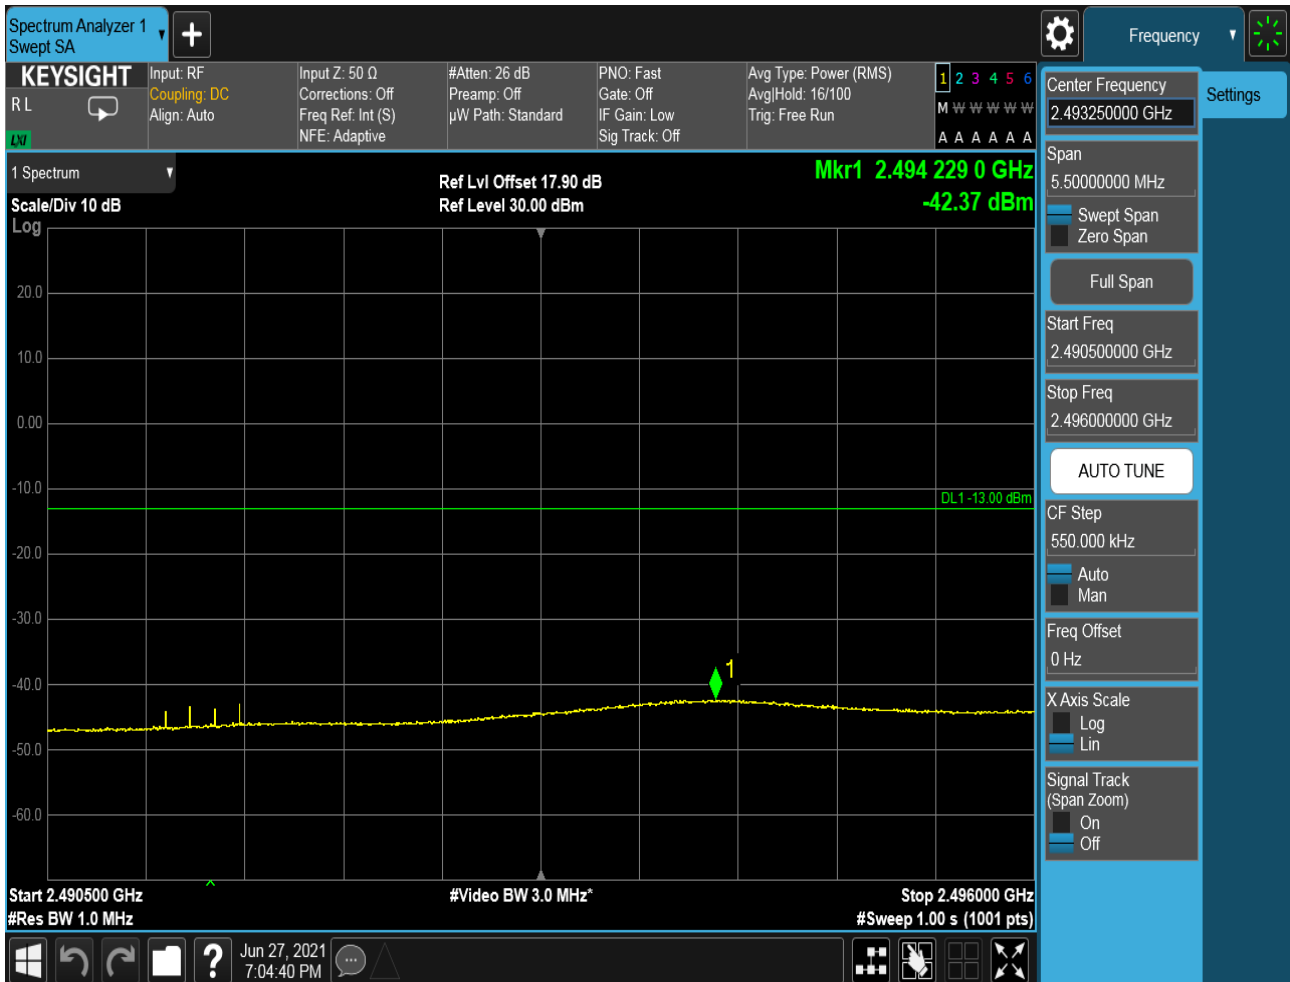 Spectrum Analyzer 1
Swept SA
Frequency
KEYSIGHT
R L
LXI
Input: RF
Coupling: DC
Align: Auto
Input Z: 50 Ω
Corrections: Off
Freq Ref: Int (S)
NFE: Adaptive
#Atten: 26 dB
Preamp: Off
µW Path: Standard
PNO: Fast
Gate: Off
IF Gain: Low
Sig Track: Off
Avg Type: Power (RMS)
Avg|Hold: 16/100
Trig: Free Run
1 2 3 4 5 6
M W W W W W
A A A A A A
Center Frequency
2.493250000 GHz
Settings
Span
5.50000000 MHz
Swept Span
Zero Span
Full Span
Start Freq
2.490500000 GHz
Stop Freq
2.496000000 GHz
AUTO TUNE
CF Step
550.000 kHz
Auto
Man
Freq Offset
0 Hz
X Axis Scale
Log
Lin
Signal Track
(Span Zoom)
On
Off
1 Spectrum
Scale/Div 10 dB
Log
Ref Lvl Offset 17.90 dB
Ref Level 30.00 dBm
Mkr1 2.494 229 0 GHz
-42.37 dBm
20.0
10.0
0.00
-10.0
DL1 -13.00 dBm
-20.0
-30.0
1
-40.0
-50.0
-60.0
Start 2.490500 GHz
#Res BW 1.0 MHz
#Video BW 3.0 MHz*
Stop 2.496000 GHz
#Sweep 1.00 s (1001 pts)
?
Jun 27, 2021
7:04:40 PM